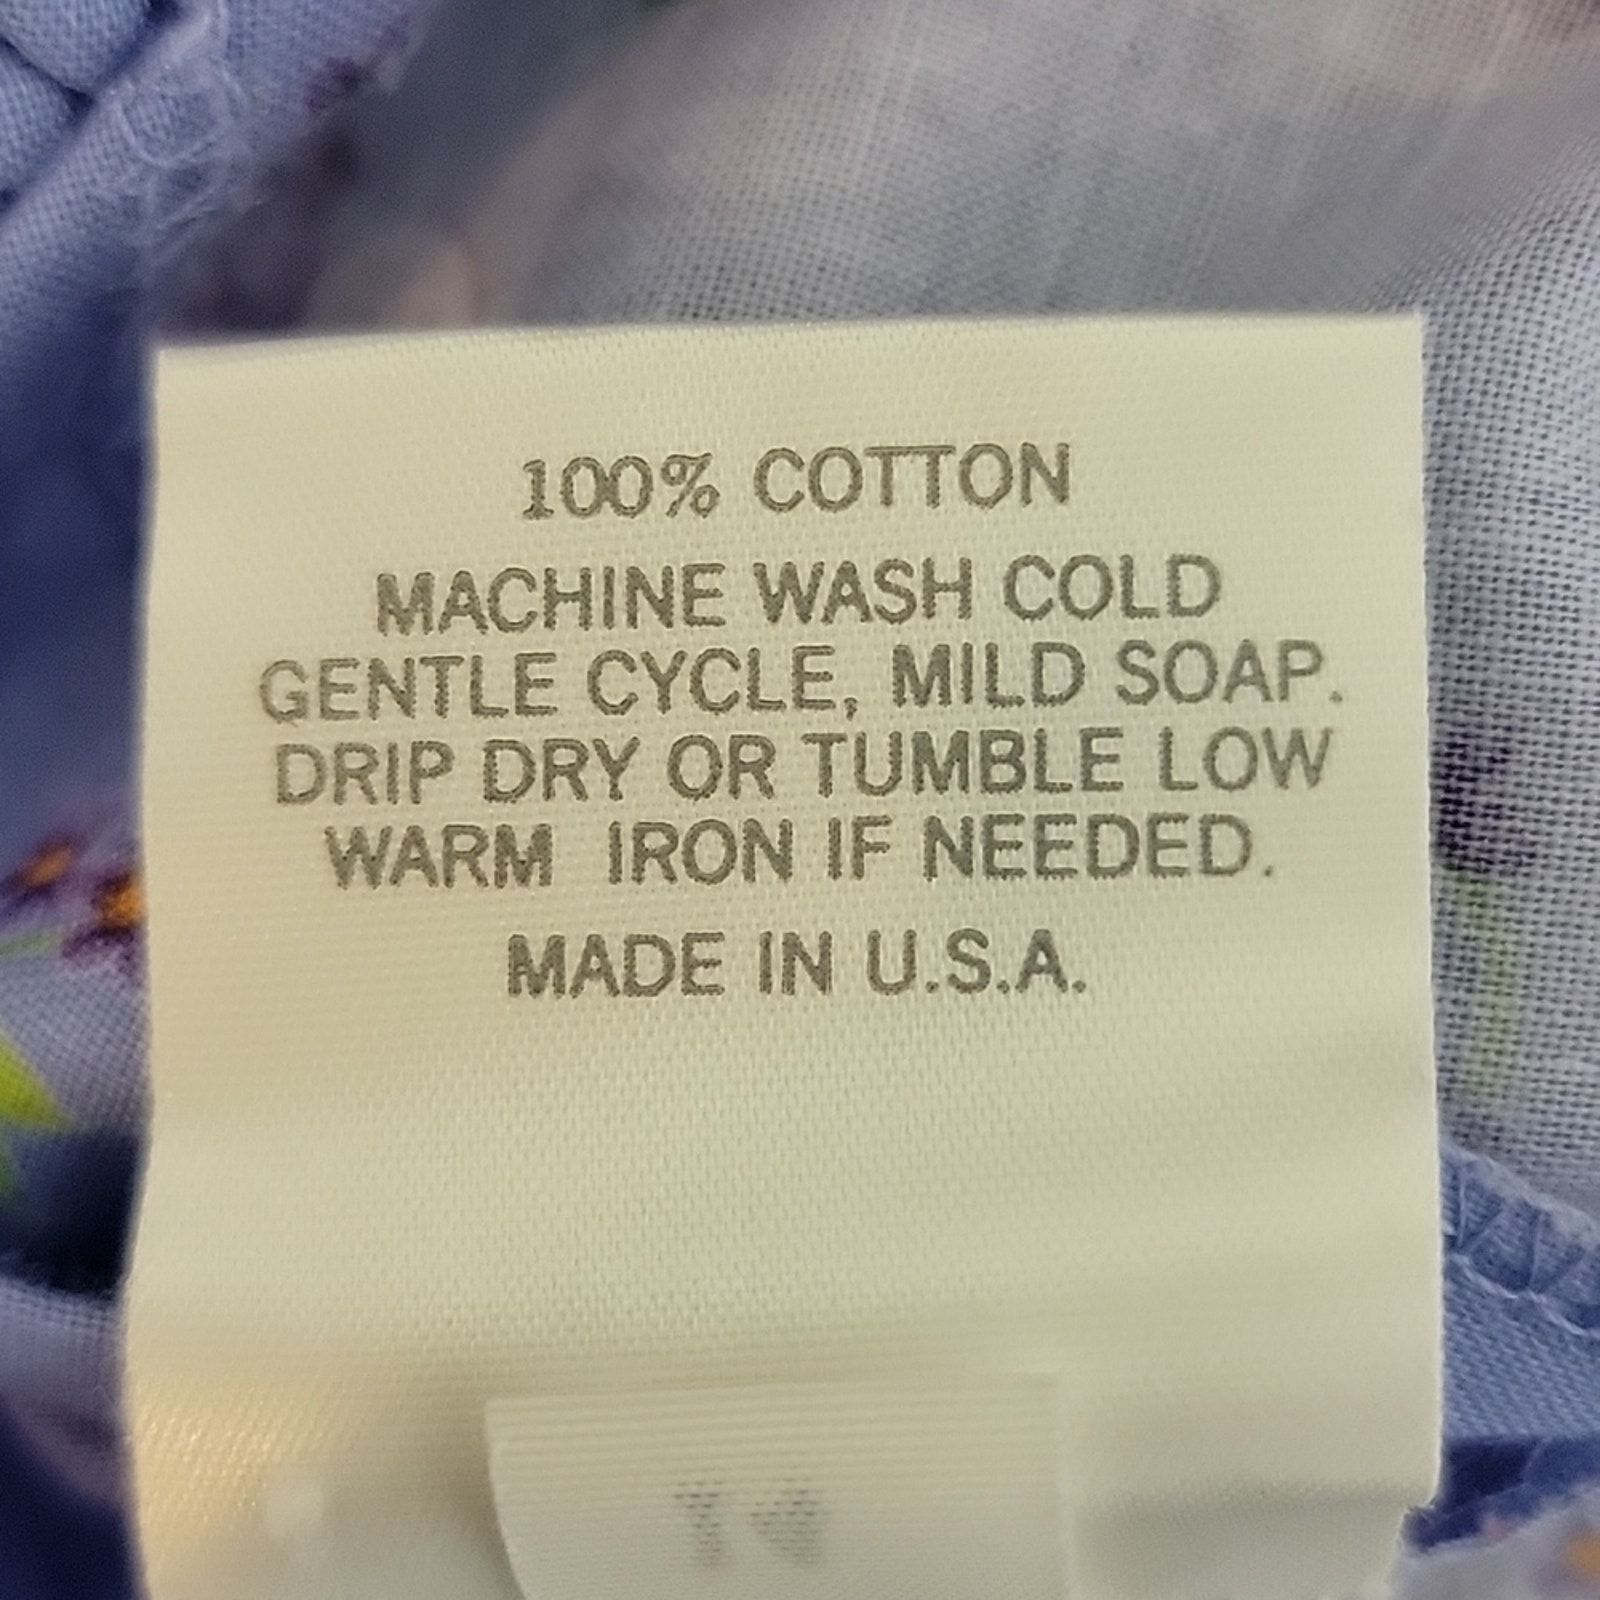 100% COTTON
MACHINE WASH COLD
GENTLE CYCLE, MILD SOAP.
DRIP DRY OR TUMBLE LOW
WARM IRON IF NEEDED.
MADE IN U.S.A.